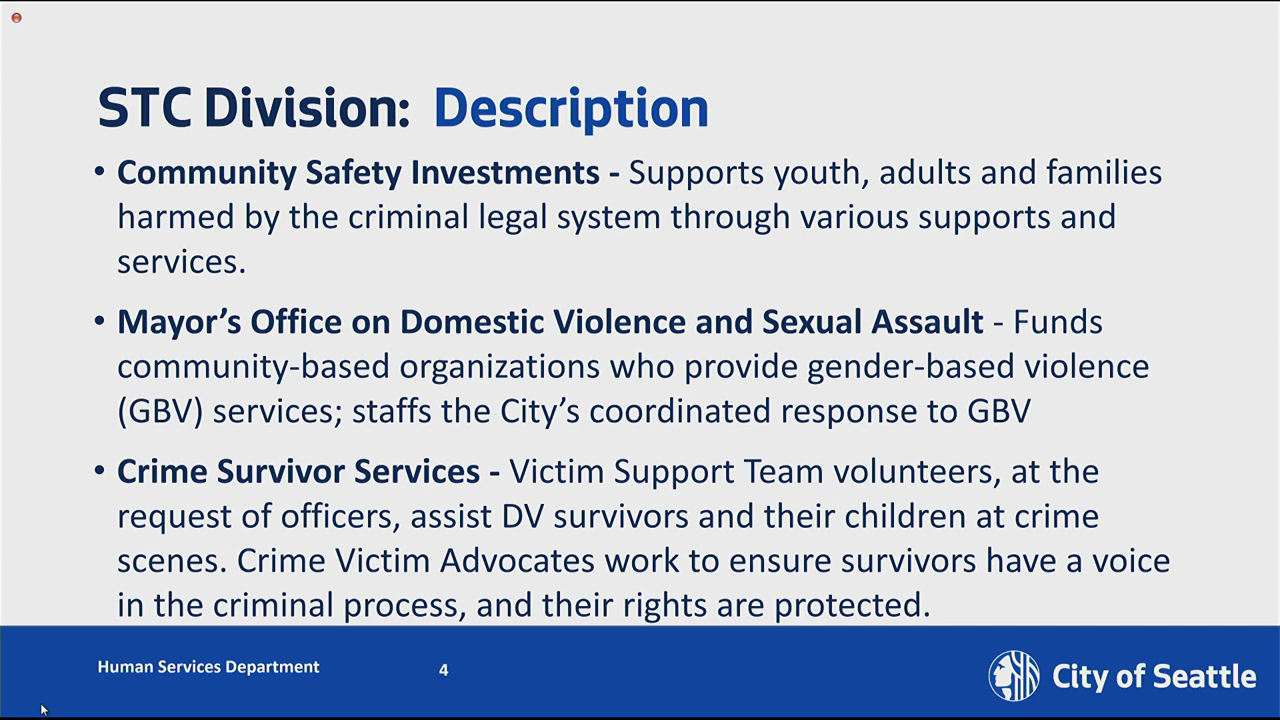 STC Division: Description
• Community Safety Investments - Supports youth, adults and families
harmed by the criminal legal system through various supports and
services.
• Mayor’s Office on Domestic Violence and Sexual Assault - Funds
community-based organizations who provide gender-based violence
(GBV) services; staffs the City’s coordinated response to GBV
• Crime Survivor Services - Victim Support Team volunteers, at the
request of officers, assist DV survivors and their children at crime
scenes. Crime Victim Advocates work to ensure survivors have a voice
in the criminal process, and their rights are protected.
Human Services Department
4
City of Seattle